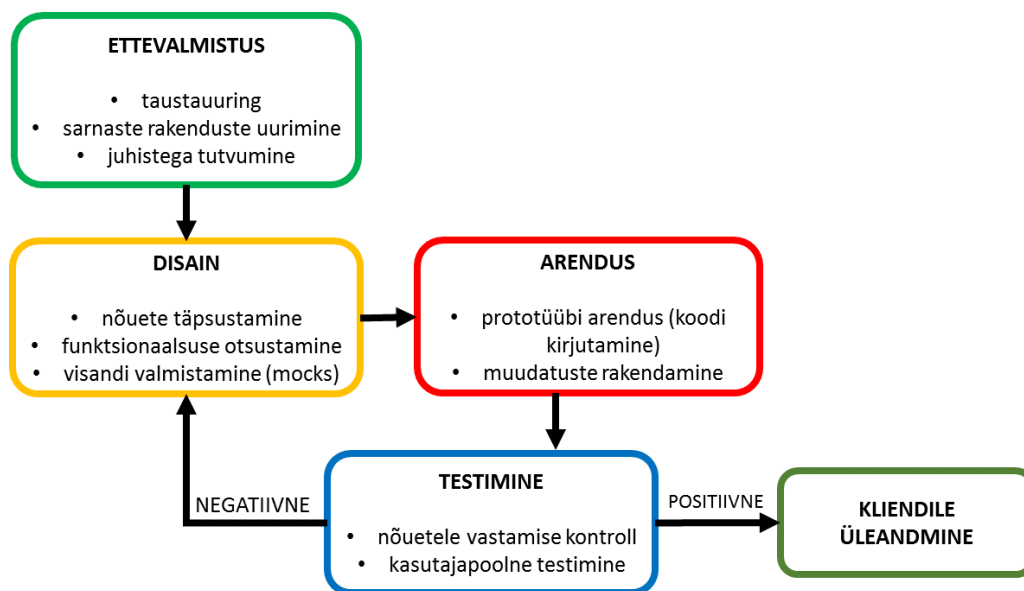 ETTEVALMISTUS
• taustauuring
• sarnaste rakenduste uurimine
• juhistega tutvumine
DISAIN
• nõuete täpsustamine
• funktsionaalsuse otsustamine
• visandi valmistamine (mocks)
ARENDUS
• prototüübi arendus (koodi
kirjutamine)
• muudatuste rakendamine
TESTIMINE
• nõuetele vastamise kontroll
• kasutajapoolne testimine
NEGATIIVNE
POSITIIVNE
KLIENDILE
ÜLEANDMINE